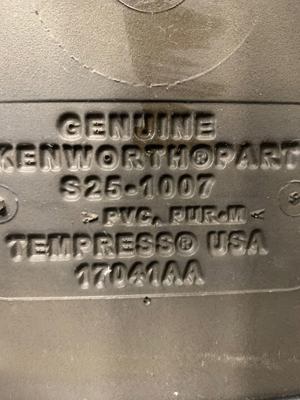 GENUINE
KENWORTH®PART
S25-1007
> PVC, PUR-M
TEMPRESS® USA
17041AA